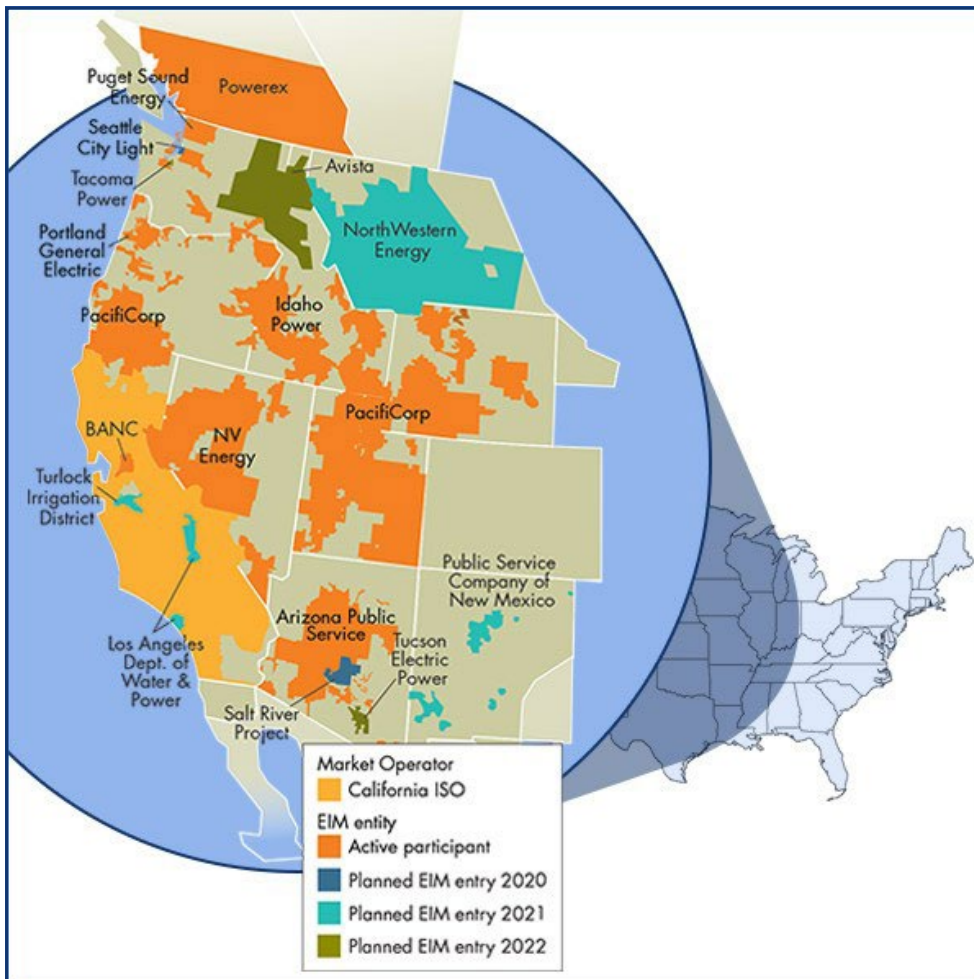 Powerex
Puget Sound
Energy
Seattle
City Light
Tacoma
Power
Avista
NorthWestern
Energy
Portland
General
Electric
PacifiCorp
Idaho
Power
PacifiCorp
BANC
NV
Energy
Turlock
Irrigation
District
Public Service
Company of
New Mexico
Arizona Public
Service
Los Angeles
Dept. of
Water &
Power
Tucson
Electric
Power
Salt River
Project
Market Operator
California ISO
EIM entity
Active participant
Planned EIM entry 2020
Planned EIM entry 2021
Planned EIM entry 2022